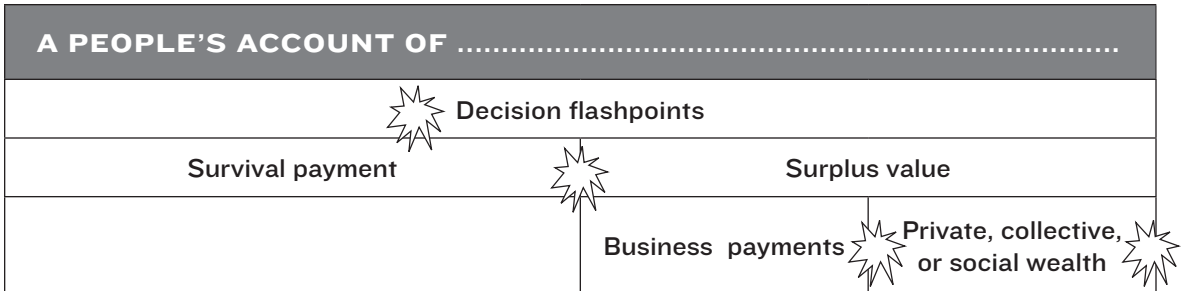 A PEOPLE'S ACCOUNT OF ..........................................................................................
Decision flashpoints
Survival payment
Surplus value
Business payments
Private, collective,
or social wealth